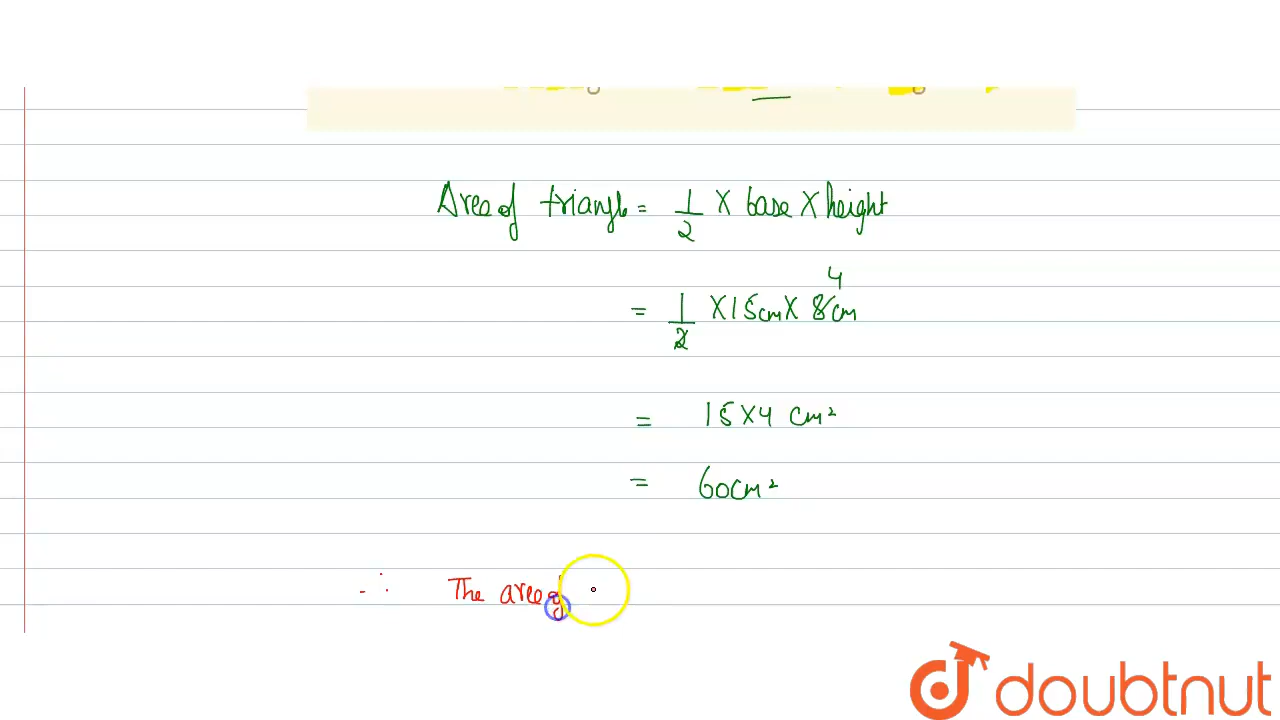 Area of triangle = 1/2 X base X height
4
= 1/2 X 15cm X 8cm
= 15 X 4 cm²
= 60cm²
∴ The area of
doubtnut